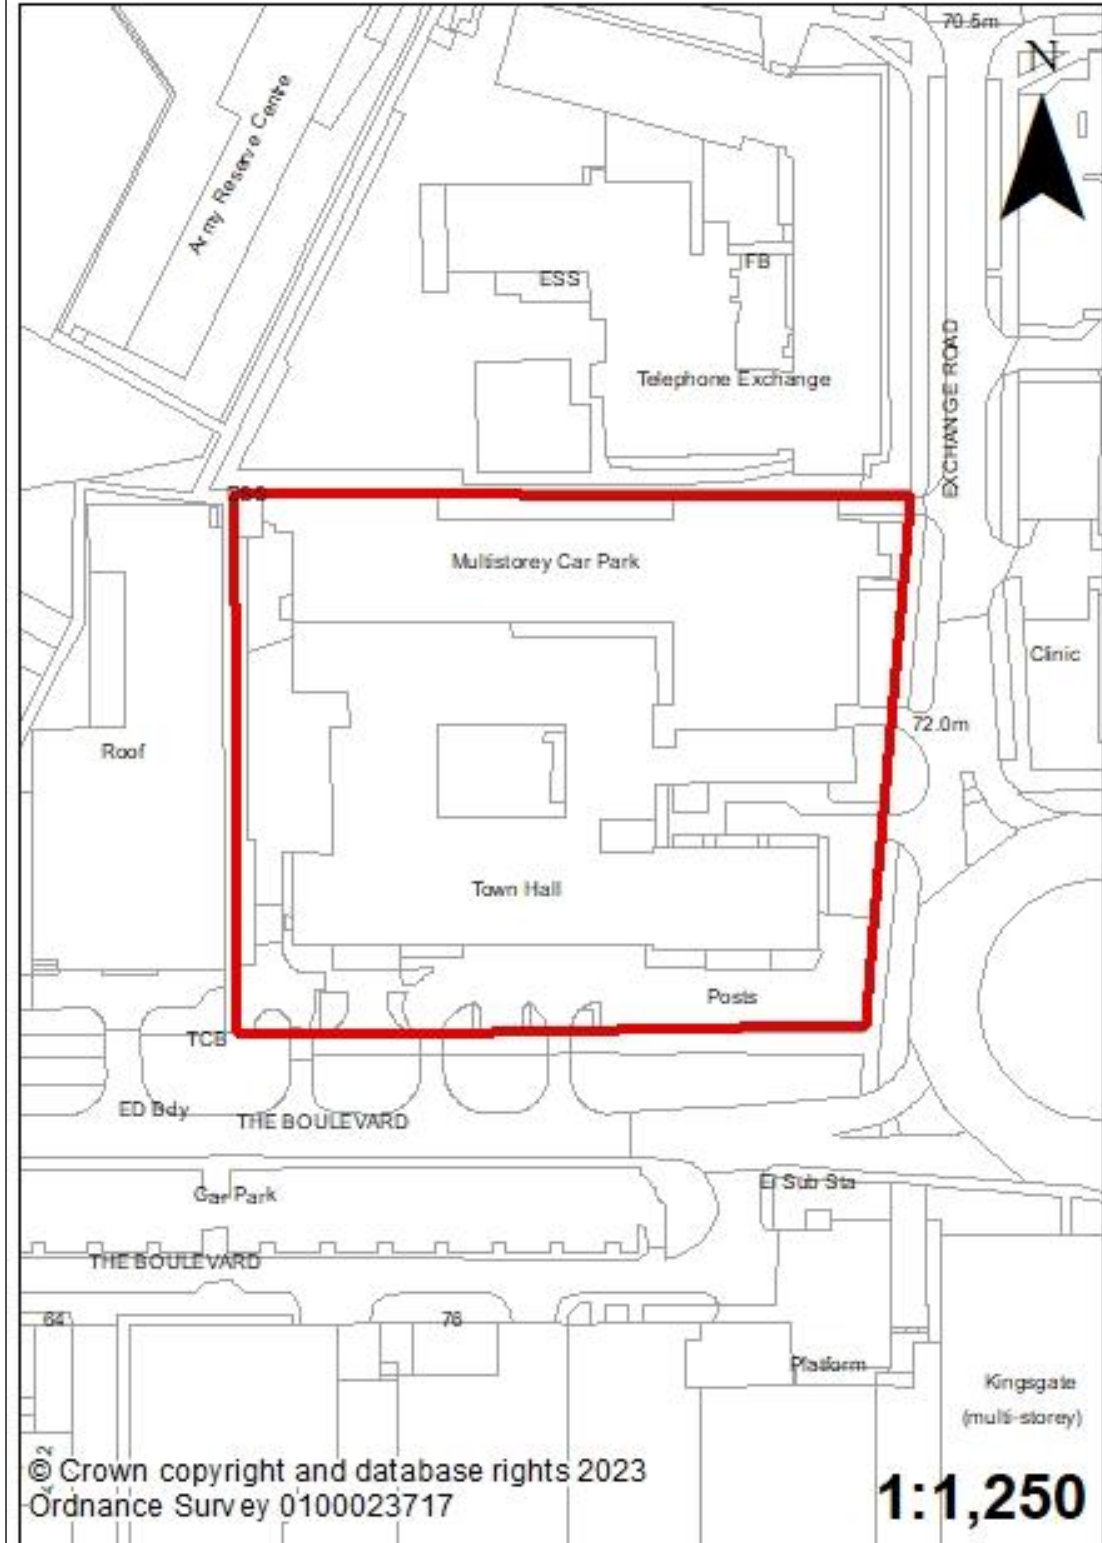 70.5m
N
Army Reserve Centre
ESS
FB
Telephone Exchange
EXCHANGE ROAD
ESS
Multistorey Car Park
Clinic
72.0m
Roof
Town Hall
Posts
TCB
ED Bdy
THE BOULEVARD
Car Park
El Sub Sta
THE BOULEVARD
64
76
Platform
Kingsgate
(multi-storey)
© Crown copyright and database rights 2023
Ordnance Survey 0100023717
1:1,250